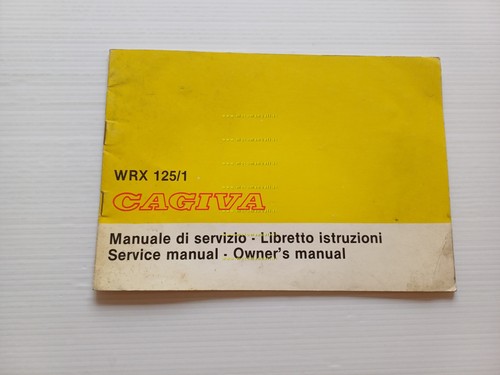 WRX 125/1
CAGIVA
Manuale di servizio - Libretto istruzioni
Service manual - Owner's manual